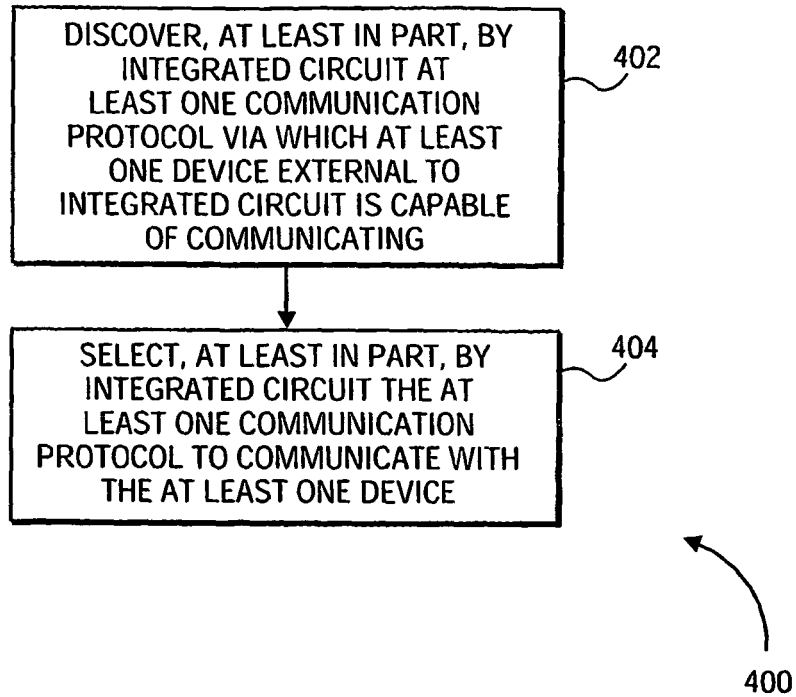 DISCOVER, AT LEAST IN PART, BY
INTEGRATED CIRCUIT AT
LEAST ONE COMMUNICATION
PROTOCOL VIA WHICH AT LEAST
ONE DEVICE EXTERNAL TO
INTEGRATED CIRCUIT IS CAPABLE
OF COMMUNICATING
402
SELECT, AT LEAST IN PART, BY
INTEGRATED CIRCUIT THE AT
LEAST ONE COMMUNICATION
PROTOCOL TO COMMUNICATE WITH
THE AT LEAST ONE DEVICE
404
400